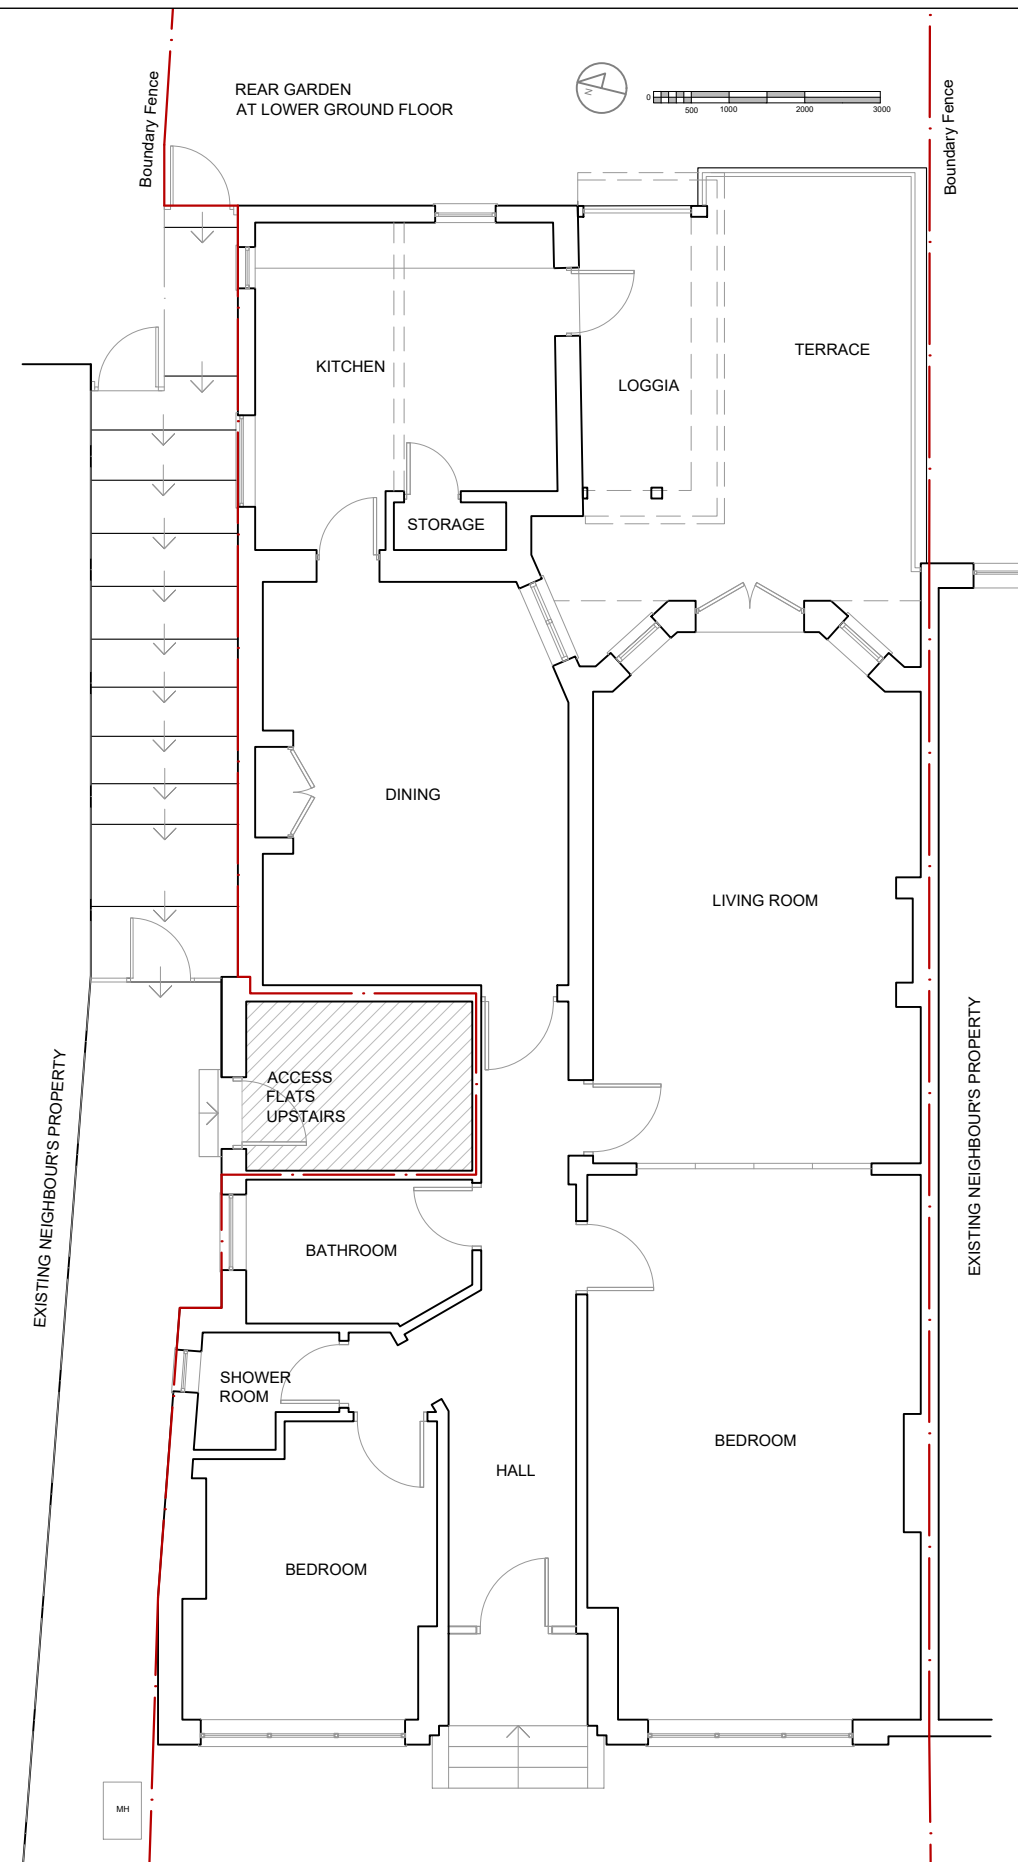 REAR GARDEN
AT LOWER GROUND FLOOR
N
0
500
1000
2000
3000
Boundary Fence
Boundary Fence
KITCHEN
LOGGIA
TERRACE
STORAGE
DINING
LIVING ROOM
ACCESS
FLATS
UPSTAIRS
EXISTING NEIGHBOUR'S PROPERTY
EXISTING NEIGHBOUR'S PROPERTY
BATHROOM
SHOWER
ROOM
BEDROOM
HALL
BEDROOM
MH